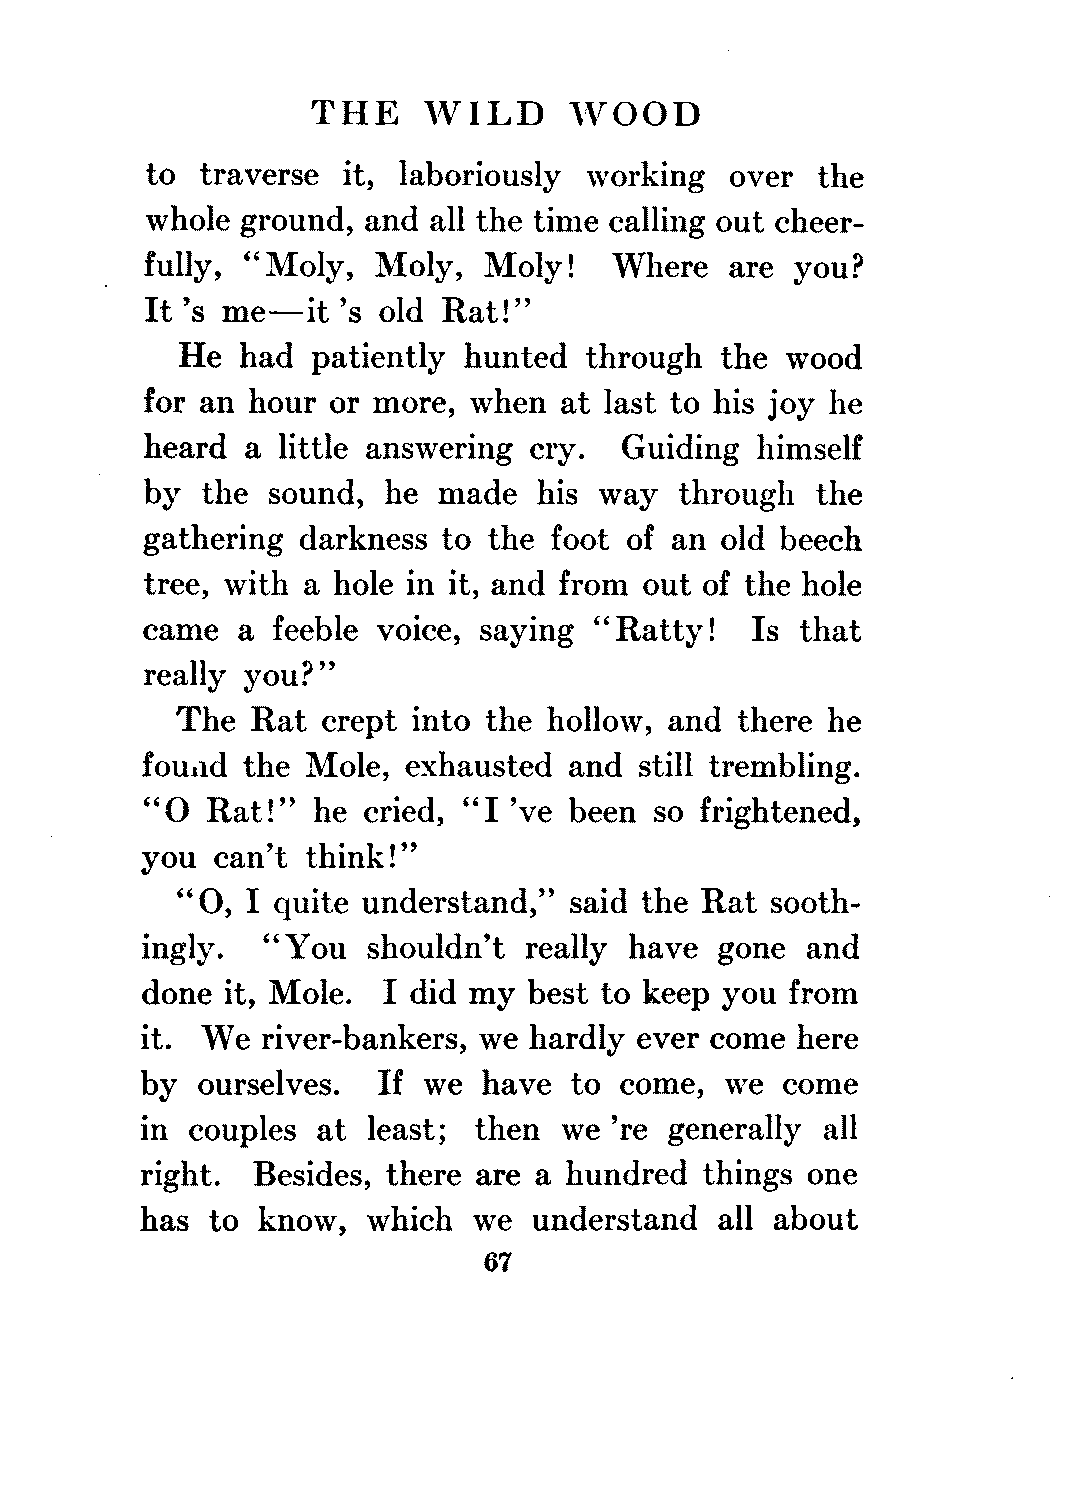 THE WILD WOOD
to traverse it, laboriously working over the
whole ground, and all the time calling out cheer-
fully, “Moly, Moly, Moly! Where are you?
It ’s me—it ’s old Rat!”
He had patiently hunted through the wood
for an hour or more, when at last to his joy he
heard a little answering cry. Guiding himself
by the sound, he made his way through the
gathering darkness to the foot of an old beech
tree, with a hole in it, and from out of the hole
came a feeble voice, saying “Ratty! Is that
really you?”
The Rat crept into the hollow, and there he
found the Mole, exhausted and still trembling.
“O Rat!” he cried, “I ’ve been so frightened,
you can’t think!”
“O, I quite understand,” said the Rat sooth-
ingly. “You shouldn’t really have gone and
done it, Mole. I did my best to keep you from
it. We river-bankers, we hardly ever come here
by ourselves. If we have to come, we come
in couples at least; then we ’re generally all
right. Besides, there are a hundred things one
has to know, which we understand all about
67